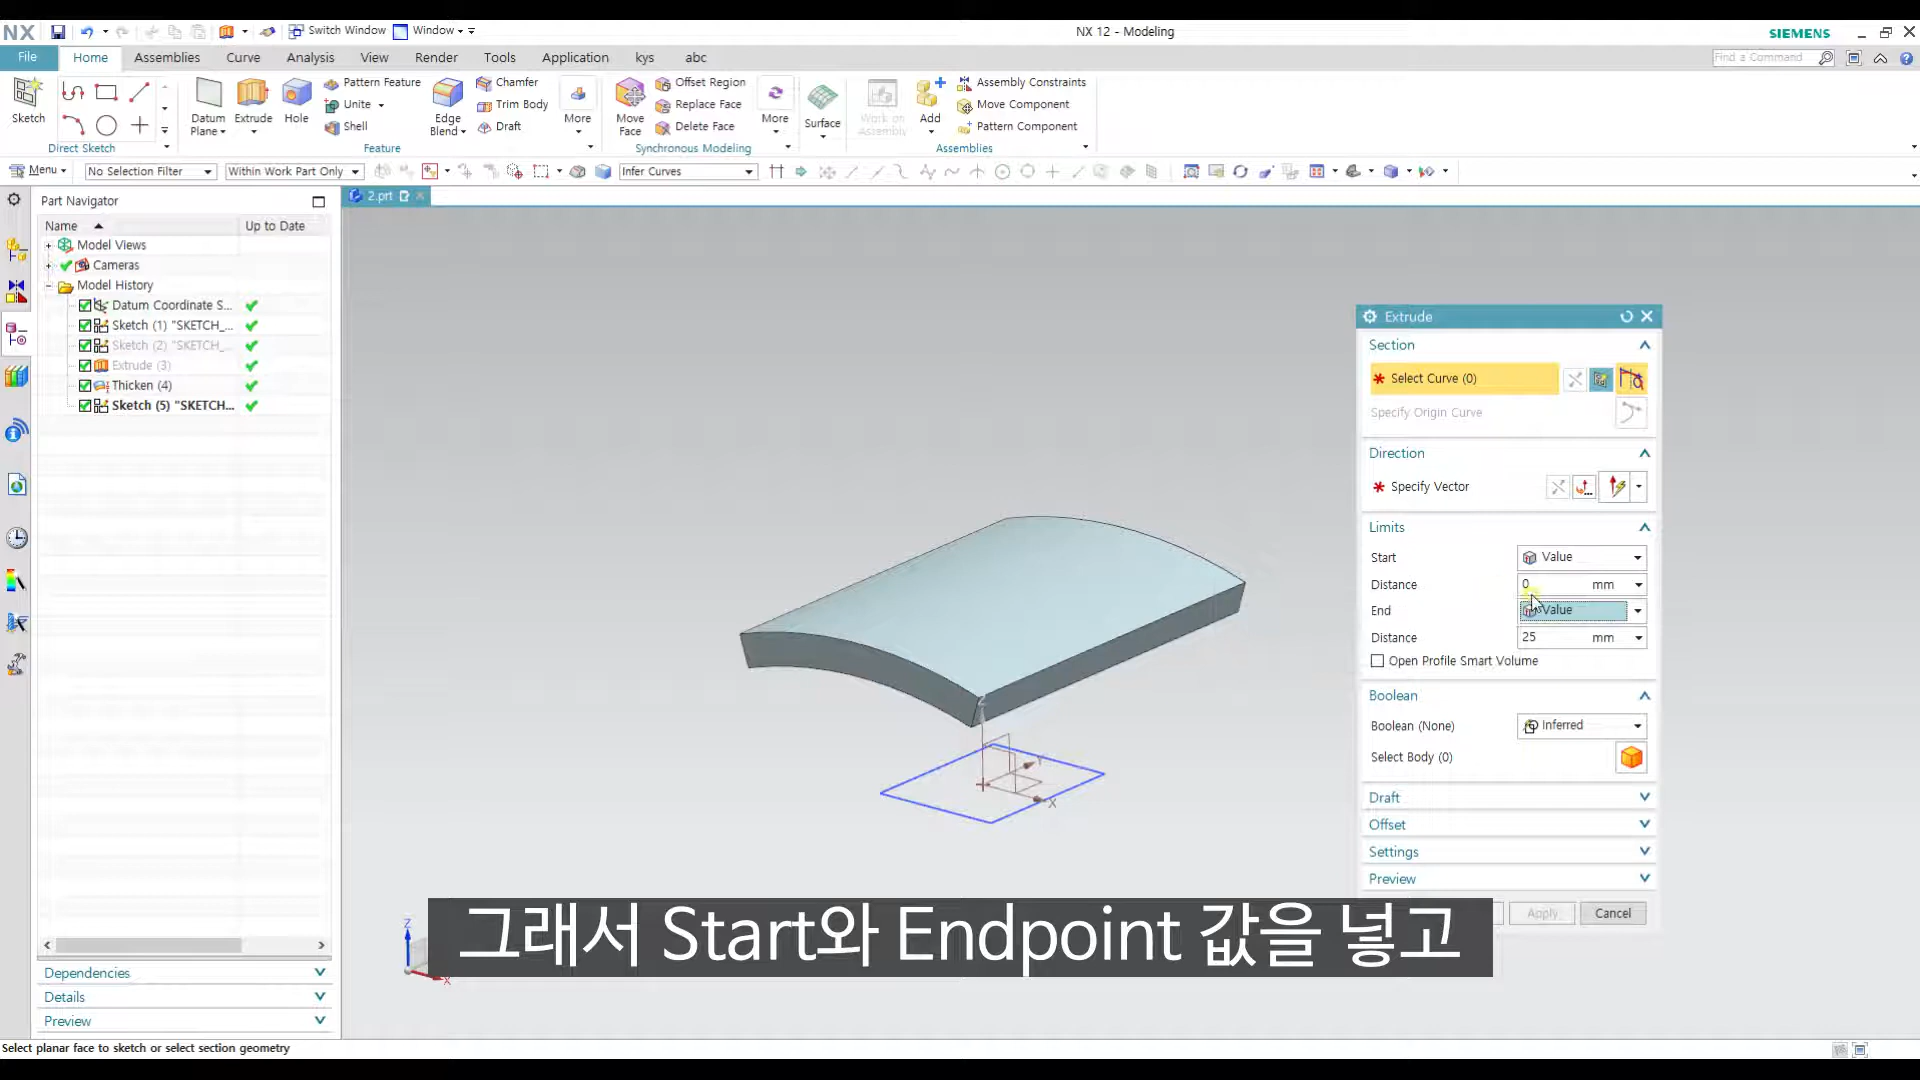 NX
Switch Window
Window
NX 12 - Modeling
SIEMENS
File
Home
Assemblies
Curve
Analysis
View
Render
Tools
Application
kys
abc
Find a Command
Sketch
Direct Sketch
Datum Plane
Extrude
Hole
Pattern Feature
Unite
Shell
Edge Blend
Chamfer
Trim Body
Draft
More
Feature
Move Face
Offset Region
Replace Face
Delete Face
More
Synchronous Modeling
Surface
Work on Assembly
Add
Assembly Constraints
Move Component
Pattern Component
Assemblies
Menu
No Selection Filter
Within Work Part Only
Infer Curves
Part Navigator
2.prt
Name
Up to Date
Model Views
Cameras
Model History
Datum Coordinate S...
Sketch (1) "SKETCH_...
Sketch (2) "SKETCH_...
Extrude (3)
Thicken (4)
Sketch (5) "SKETCH...
Dependencies
Details
Preview
Z
Y
X
Z
X
Extrude
Section
Select Curve (0)
Specify Origin Curve
Direction
Specify Vector
Limits
Start
Value
Distance
0 mm
End
Value
Distance
25 mm
Open Profile Smart Volume
Boolean
Boolean (None)
Inferred
Select Body (0)
Draft
Offset
Settings
Preview
Apply
Cancel
그래서 Start와 Endpoint 값을 넣고
Select planar face to sketch or select section geometry